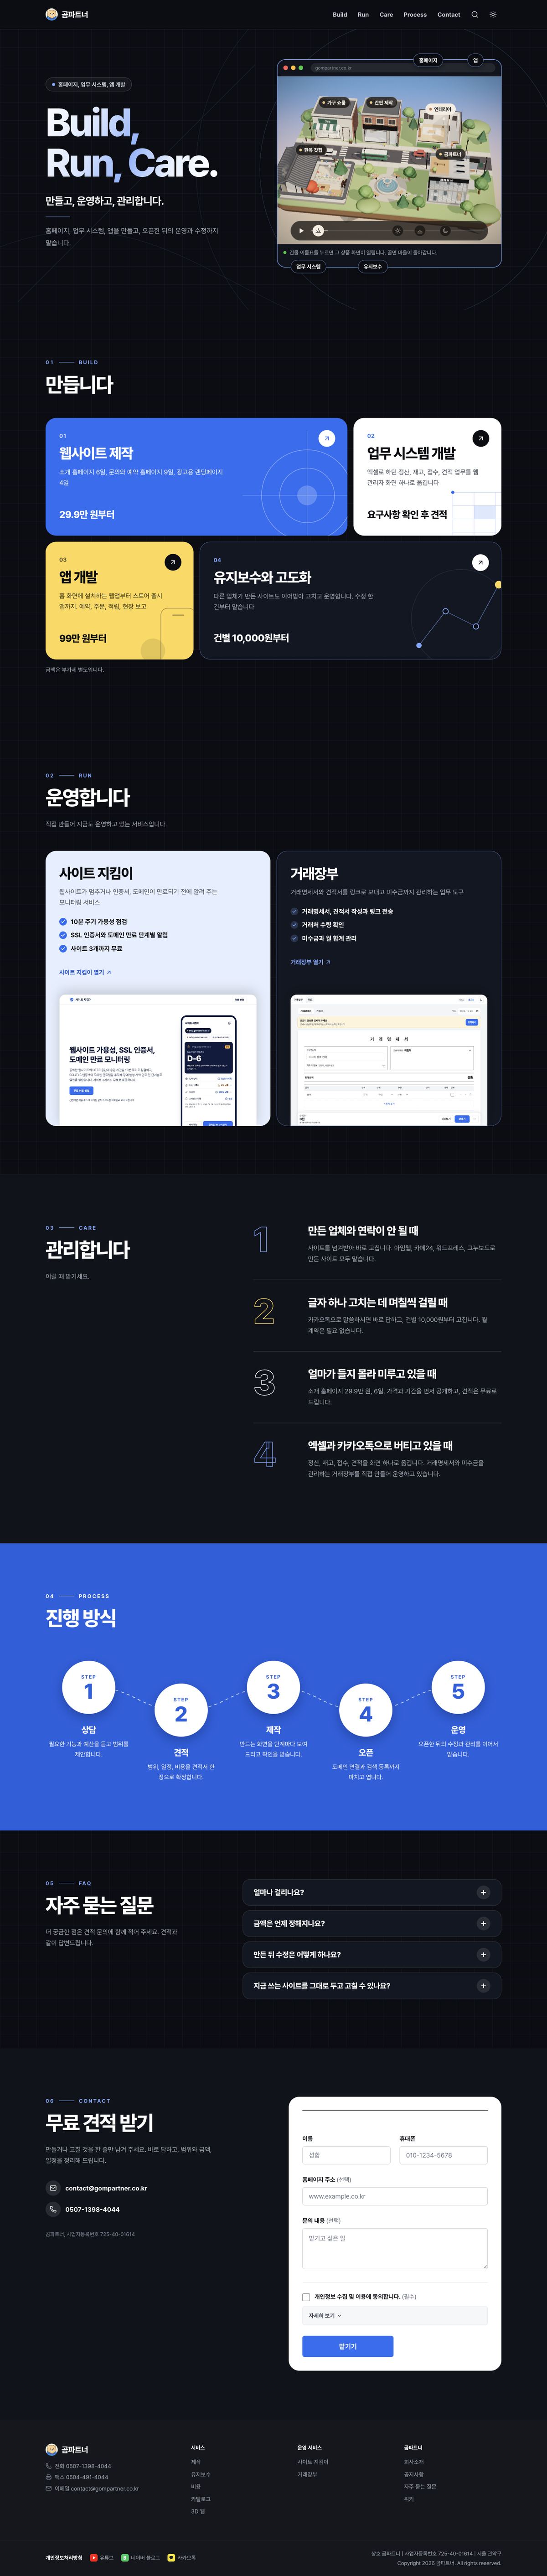 곰파트너
Build Run Care Process Contact
홈페이지, 업무 시스템, 앱 개발
Build,
Run, Care.
만들고, 운영하고, 관리합니다.
홈페이지, 업무 시스템, 앱을 만들고, 오픈한 뒤의 운영과 수정까지
맡습니다.
홈페이지
앱
gompartner.co.kr
가구 쇼룸
간판 제작
인테리어
한옥 찻집
곰파트너
건물 이름표를 누르면 그 상품 화면이 열립니다. 끌면 마을이 돌아갑니다.
업무 시스템
유지보수
01 BUILD
만듭니다
01
웹사이트 제작
소개 홈페이지 6일, 문의와 예약 홈페이지 9일, 광고용 랜딩페이지
4일
29.9만 원부터
02
업무 시스템 개발
엑셀로 하던 정산, 재고, 접수, 견적 업무를 웹
관리자 화면 하나로 옮깁니다
요구사항 확인 후 견적
03
앱 개발
홈 화면에 설치하는 웹앱부터 스토어 출시
앱까지. 예약, 주문, 적립, 현장 보고
99만 원부터
04
유지보수와 고도화
다른 업체가 만든 사이트도 이어받아 고치고 운영합니다. 수정 한
건부터 맡습니다
건별 10,000원부터
금액은 부가세 별도입니다.
02 RUN
운영합니다
직접 만들어 지금도 운영하고 있는 서비스입니다.
사이트 지킴이
웹사이트가 멈추거나 인증서, 도메인이 만료되기 전에 알려 주는
모니터링 서비스
10분 주기 가용성 점검
SSL 인증서와 도메인 만료 단계별 알림
사이트 3개까지 무료
사이트 지킴이 열기
사이트 지킴이
웹사이트 가용성, SSL 인증서,
도메인 만료 모니터링
D-6
거래장부
거래명세서와 견적서를 링크로 보내고 미수금까지 관리하는 업무 도구
거래명세서, 견적서 작성과 링크 전송
거래처 수령 확인
미수금과 월 합계 관리
거래장부 열기
거 래 명 세 서
03 CARE
관리합니다
이럴 때 맡기세요.
1
만든 업체와 연락이 안 될 때
사이트를 넘겨받아 바로 고칩니다. 아임웹, 카페24, 워드프레스, 그누보드로
만든 사이트 모두 맡습니다.
2
글자 하나 고치는 데 며칠씩 걸릴 때
카카오톡으로 말씀하시면 바로 답하고, 건별 10,000원부터 고칩니다. 월
계약은 필요 없습니다.
3
얼마가 들지 몰라 미루고 있을 때
소개 홈페이지 29.9만 원, 6일. 가격과 기간을 먼저 공개하고, 견적은 무료로
드립니다.
4
엑셀과 카카오톡으로 버티고 있을 때
정산, 재고, 접수, 견적을 화면 하나로 옮깁니다. 거래명세서와 미수금을
관리하는 거래장부를 직접 만들어 운영하고 있습니다.
04 PROCESS
진행 방식
STEP
1
상담
필요한 기능과 예산을 듣고 범위를
제안합니다.
STEP
2
견적
범위, 일정, 비용을 견적서 한
장으로 확정합니다.
STEP
3
제작
만드는 화면을 단계마다 보여
드리고 확인을 받습니다.
STEP
4
오픈
도메인 연결과 검색 등록까지
마치고 엽니다.
STEP
5
운영
오픈한 뒤의 수정과 관리를 이어서
맡습니다.
05 FAQ
자주 묻는 질문
더 궁금한 점은 견적 문의에 함께 적어 주세요. 견적과
같이 답변드립니다.
얼마나 걸리나요?
금액은 언제 정해지나요?
만든 뒤 수정은 어떻게 하나요?
지금 쓰는 사이트를 그대로 두고 고칠 수 있나요?
06 CONTACT
무료 견적 받기
만들거나 고칠 것을 한 줄만 남겨 주세요. 바로 답하고, 범위와 금액,
일정을 정리해 드립니다.
contact@gompartner.co.kr
0507-1398-4044
곰파트너, 사업자등록번호 725-40-01614
이름
성함
휴대폰
010-1234-5678
홈페이지 주소 (선택)
www.example.co.kr
문의 내용 (선택)
맡기고 싶은 일
개인정보 수집 및 이용에 동의합니다. (필수)
자세히 보기
맡기기
곰파트너
전화 0507-1398-4044
팩스 0504-491-4044
이메일 contact@gompartner.co.kr
서비스
제작
유지보수
비용
카탈로그
3D 웹
운영 서비스
사이트 지킴이
거래장부
곰파트너
회사소개
공지사항
자주 묻는 질문
위키
개인정보처리방침
유튜브
네이버 블로그
카카오톡
상호 곰파트너 | 사업자등록번호 725-40-01614 | 서울 관악구
Copyright 2026 곰파트너. All rights reserved.